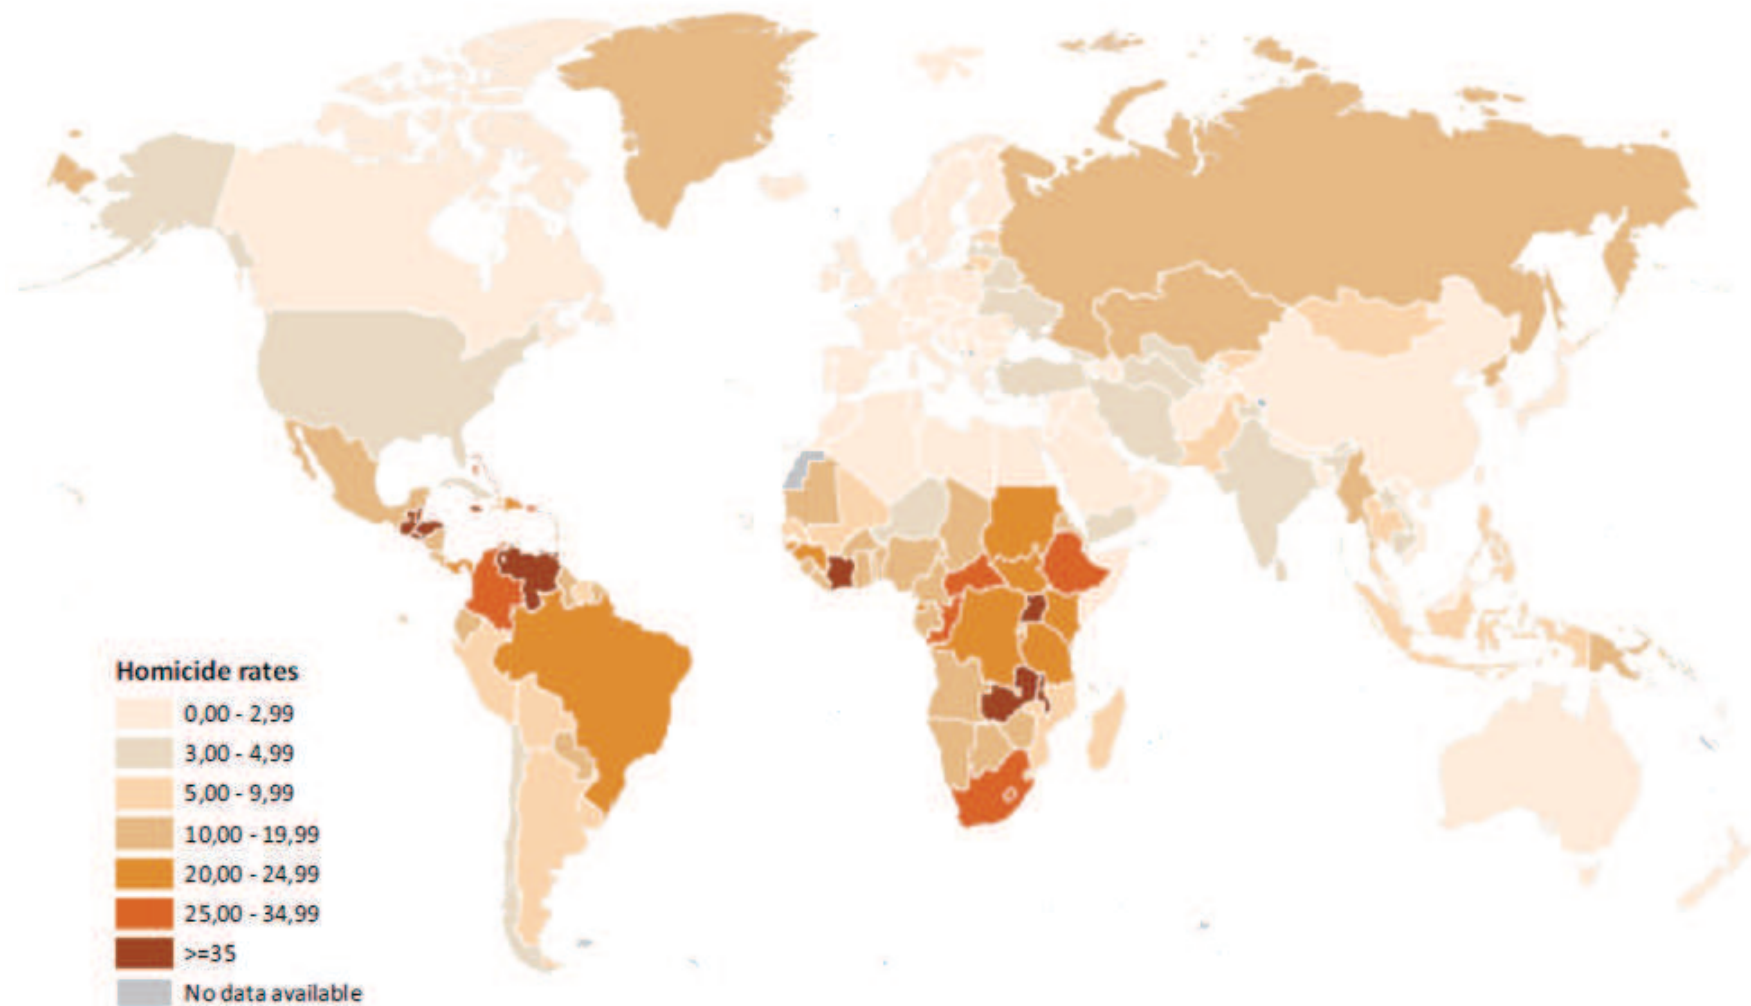 Homicide rates
0,00 - 2,99
3,00 - 4,99
5,00 - 9,99
10,00 - 19,99
20,00 - 24,99
25,00 - 34,99
>=35
No data available